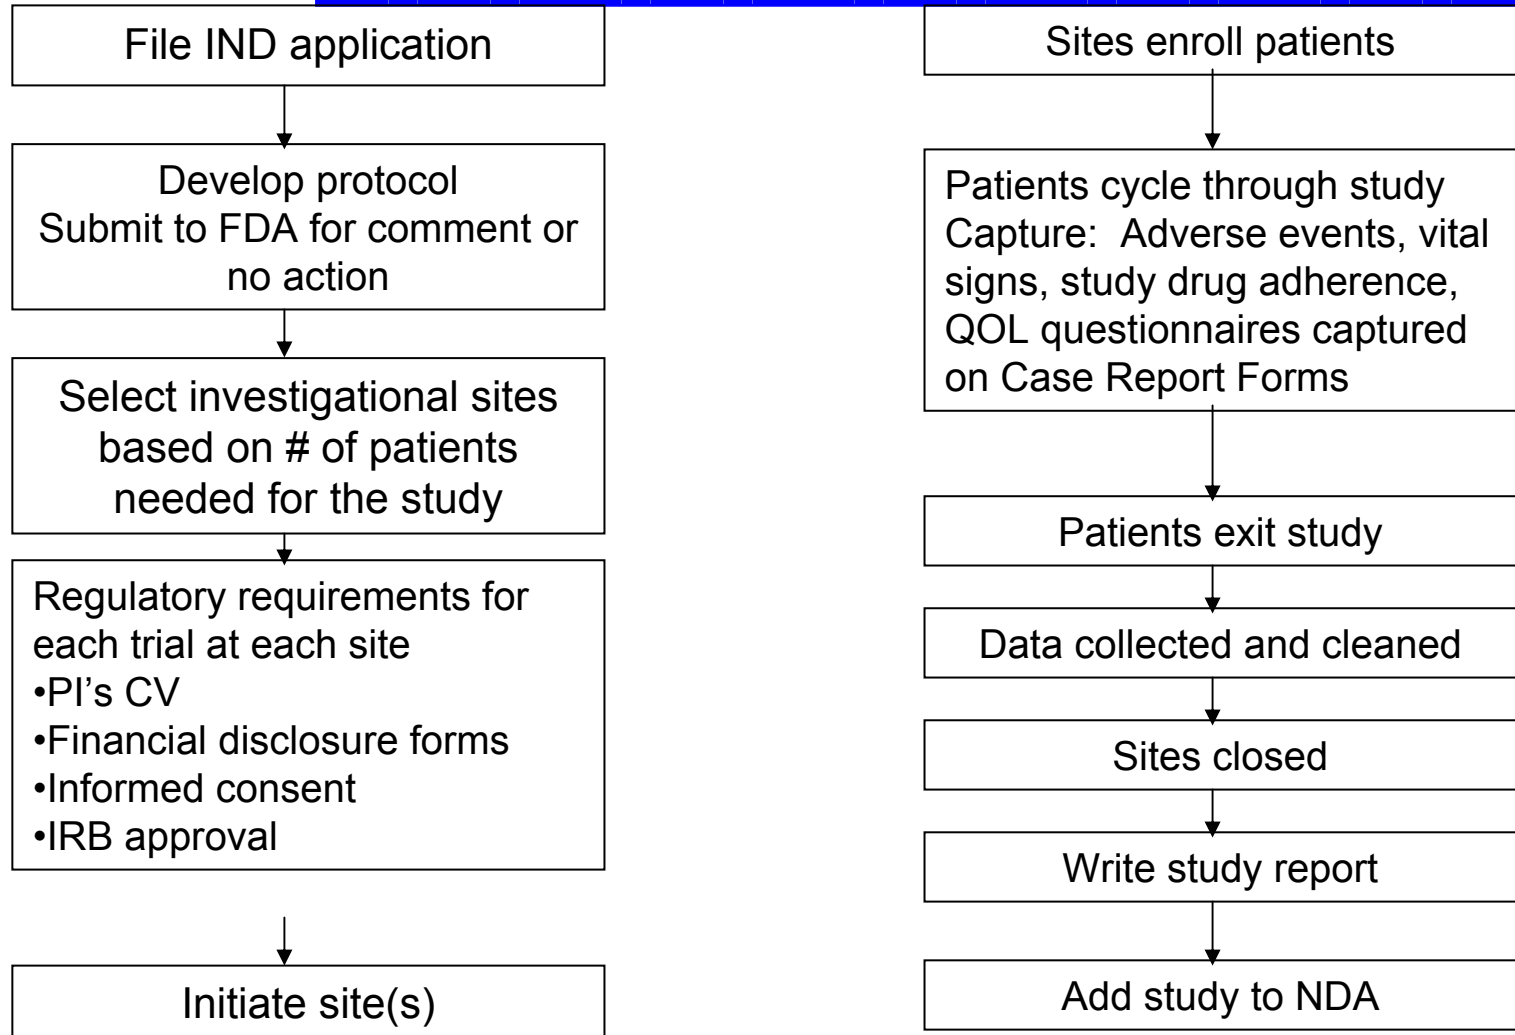 File IND application
Develop protocol
Submit to FDA for comment or
no action
Select investigational sites
based on # of patients
needed for the study
Regulatory requirements for
each trial at each site
•PI’s CV
•Financial disclosure forms
•Informed consent
•IRB approval
Initiate site(s)
Sites enroll patients
Patients cycle through study
Capture:  Adverse events, vital
signs, study drug adherence,
QOL questionnaires captured
on Case Report Forms
Patients exit study
Data collected and cleaned
Sites closed
Write study report
Add study to NDA